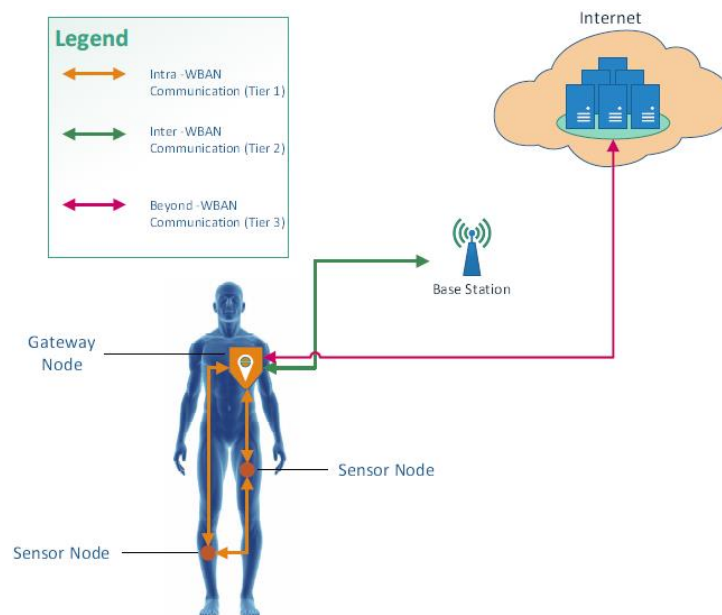 Internet
Legend
Intra -WBAN
Communication (Tier 1)
Inter -WBAN
Communication (Tier 2)
Beyond -WBAN
Communication (Tier 3)
Base Station
Gateway
Node
Sensor Node
Sensor Node